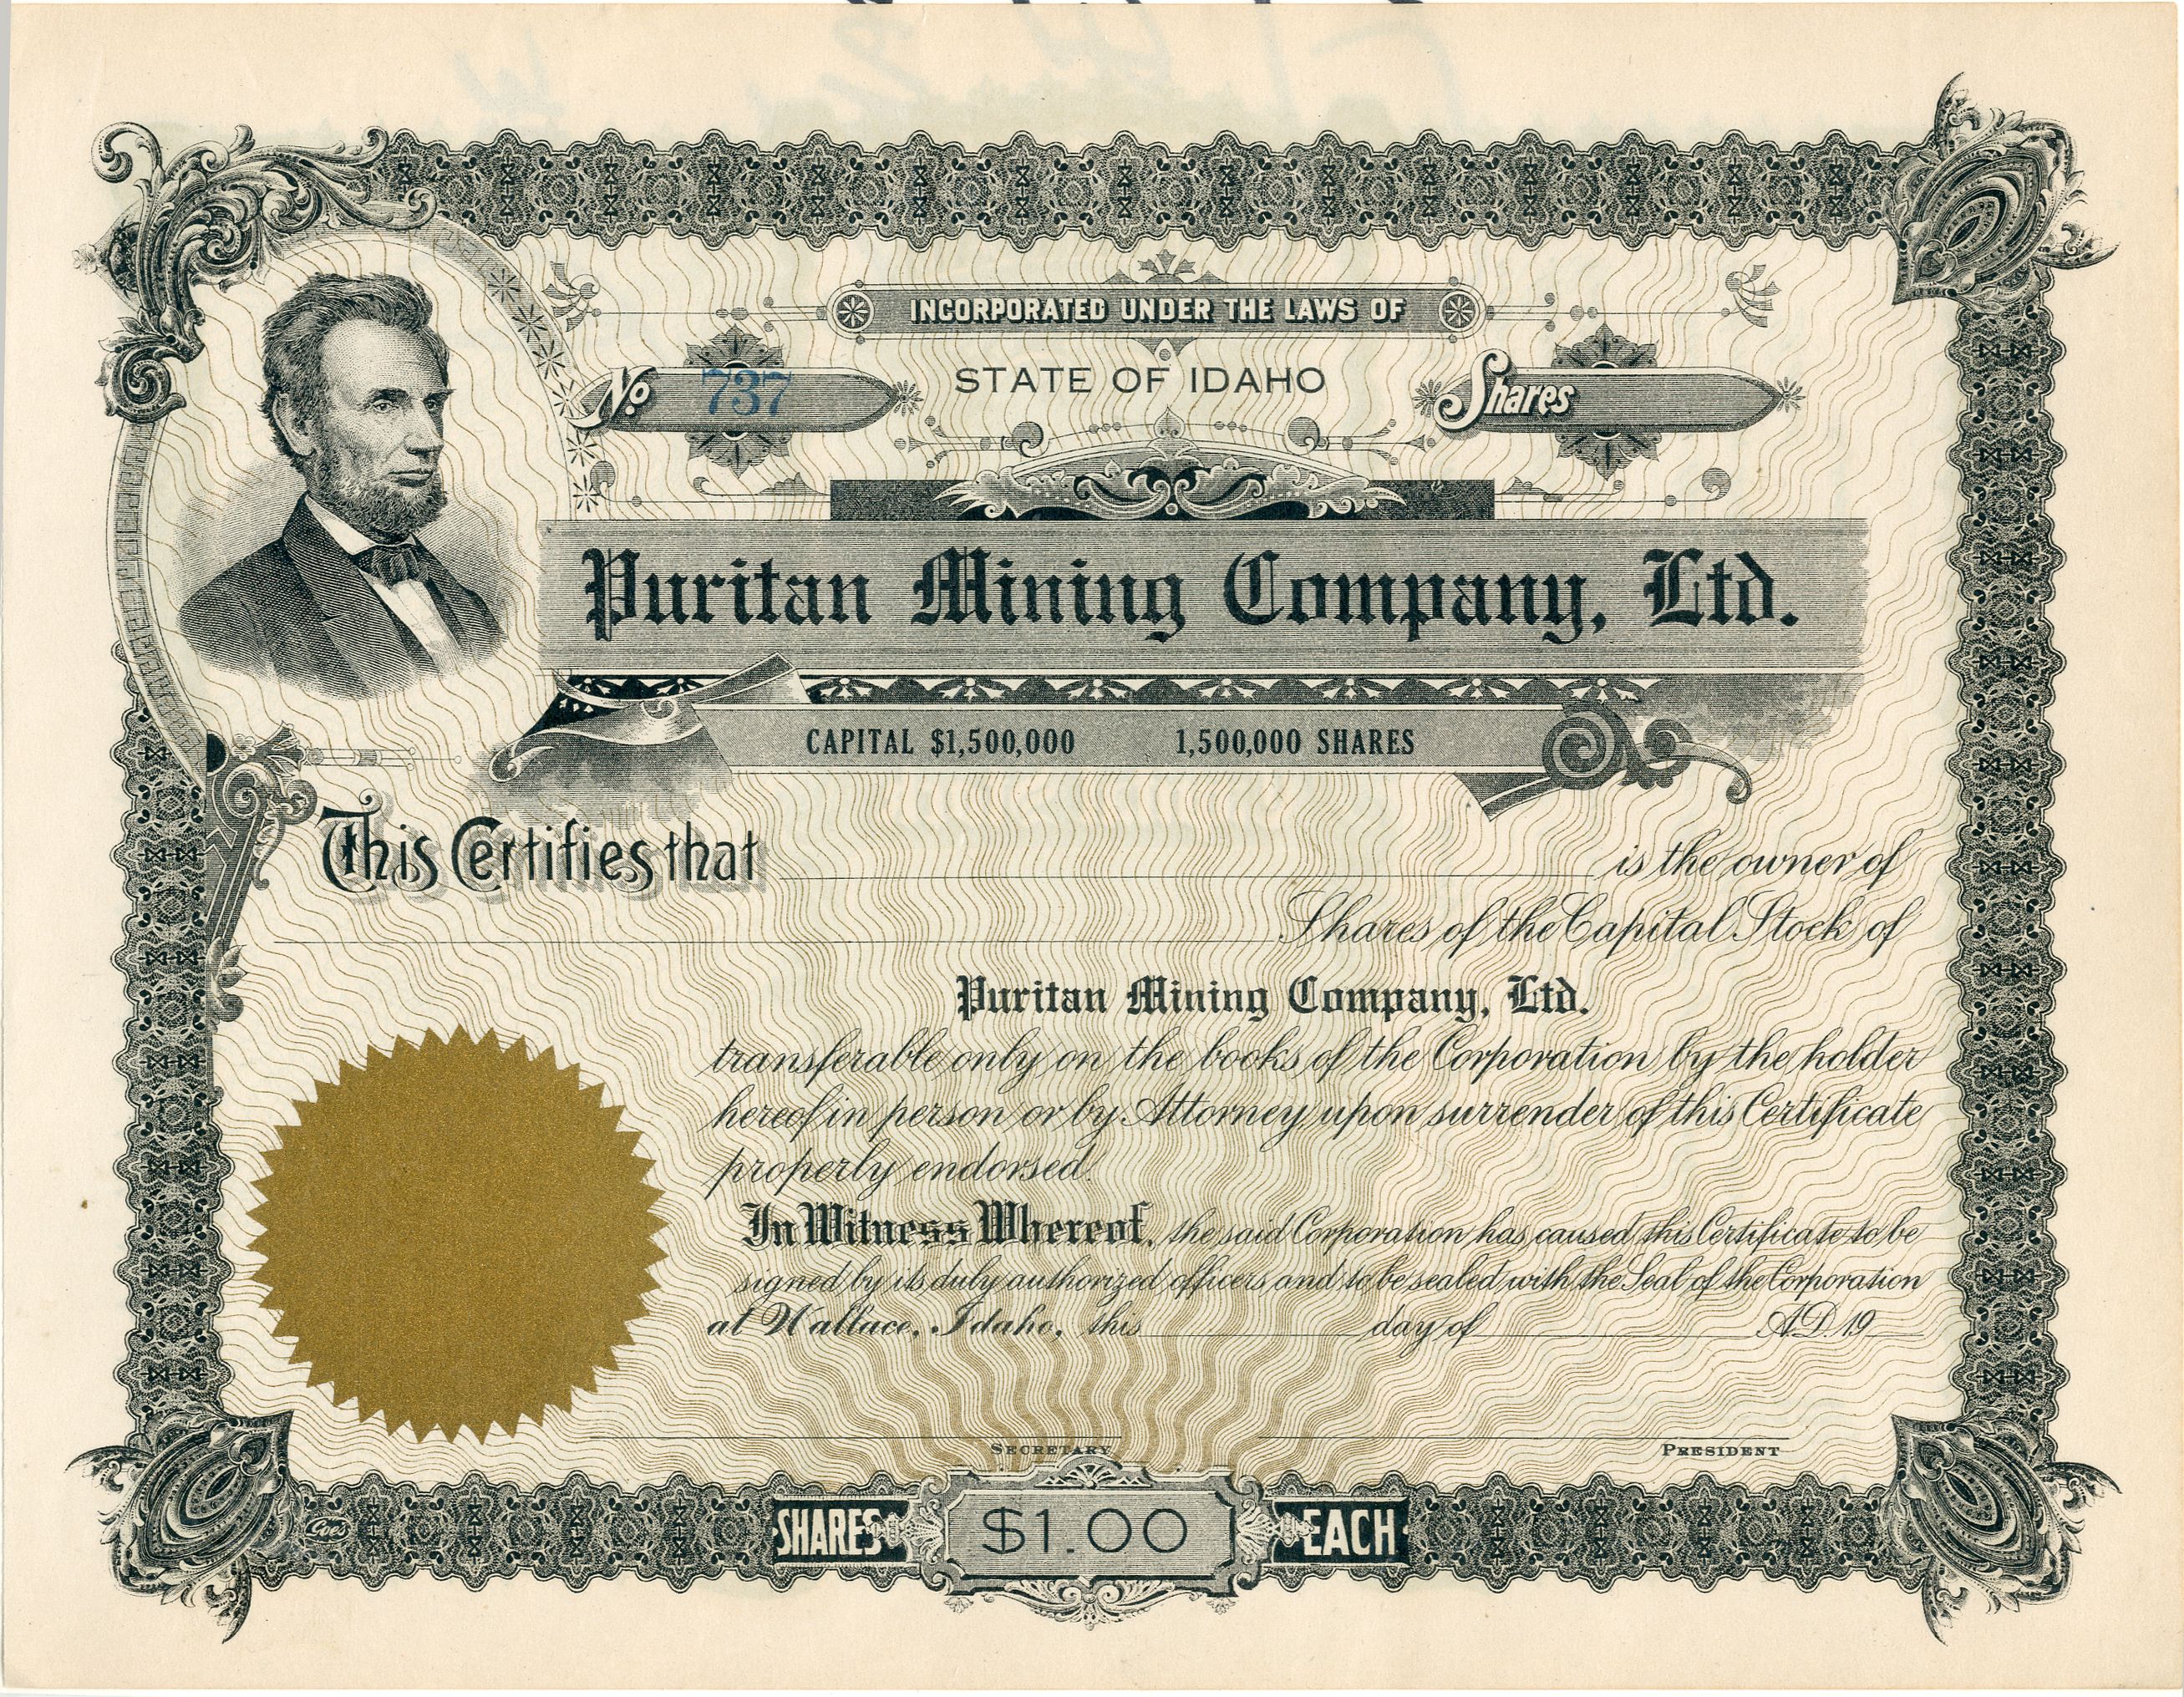 INCORPORATED UNDER THE LAWS OF
No. 737
STATE OF IDAHO
Shares
Puritan Mining Company, Ltd.
CAPITAL $1,500,000 1,500,000 SHARES
This Certifies that is the owner of
Shares of the Capital Stock of
Puritan Mining Company, Ltd.
transferable only on the books of the Corporation by the holder
hereof in person or by Attorney upon surrender of this Certificate
properly endorsed.
In Witness Whereof, the said Corporation has caused this Certificate to be
signed by its duly authorized officers and to be sealed with the Seal of the Corporation
at Wallace, Idaho, this day of A.D. 19
SECRETARY PRESIDENT
Goes
SHARES $1.00 EACH